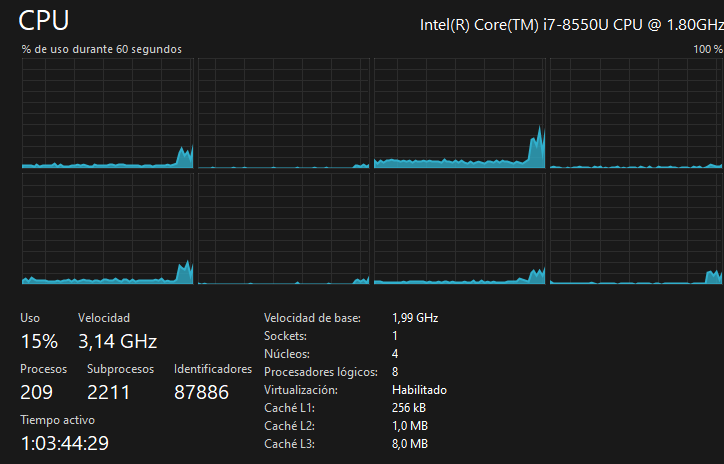 CPU
Intel(R) Core(TM) i7-8550U CPU @ 1.80GHz
% de uso durante 60 segundos
100 %
Uso
Velocidad
15%
3,14 GHz
Procesos
Subprocesos
Identificadores
209
2211
87886
Tiempo activo
1:03:44:29
Velocidad de base:
1,99 GHz
Sockets:
1
Núcleos:
4
Procesadores lógicos:
8
Virtualización:
Habilitado
Caché L1:
256 kB
Caché L2:
1,0 MB
Caché L3:
8,0 MB